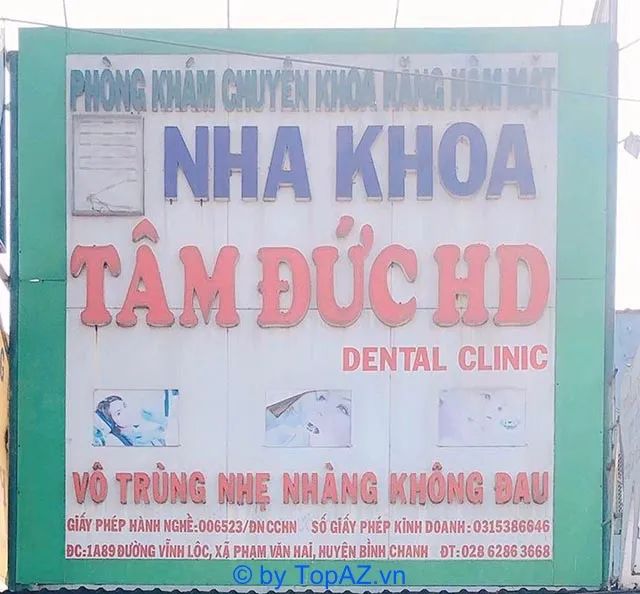 PHÒNG KHÁM CHUYÊN KHOA RĂNG HÀM MẶT
NHA KHOA
TÂM ĐỨC HD
DENTAL CLINIC
VÔ TRÙNG NHẸ NHÀNG KHÔNG ĐAU
GIẤY PHÉP HÀNH NGHỀ: 006523/ĐNCCHN SỐ GIẤY PHÉP KINH DOANH: 0315386646
ĐC: 1A89 ĐƯỜNG VĨNH LỘC, XÃ PHẠM VĂN HAI, HUYỆN BÌNH CHANH ĐT: 028 6286 3668
© by TopAZ.vn